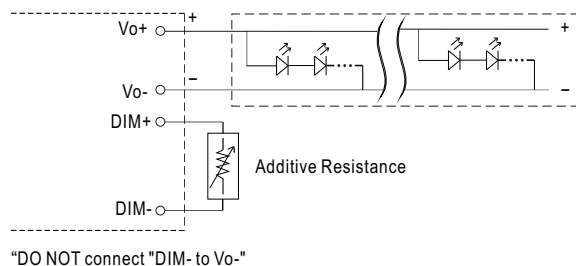 Vo+
+
+
Vo-
−
−
DIM+
Additive Resistance
DIM-
“DO NOT connect "DIM- to Vo-"